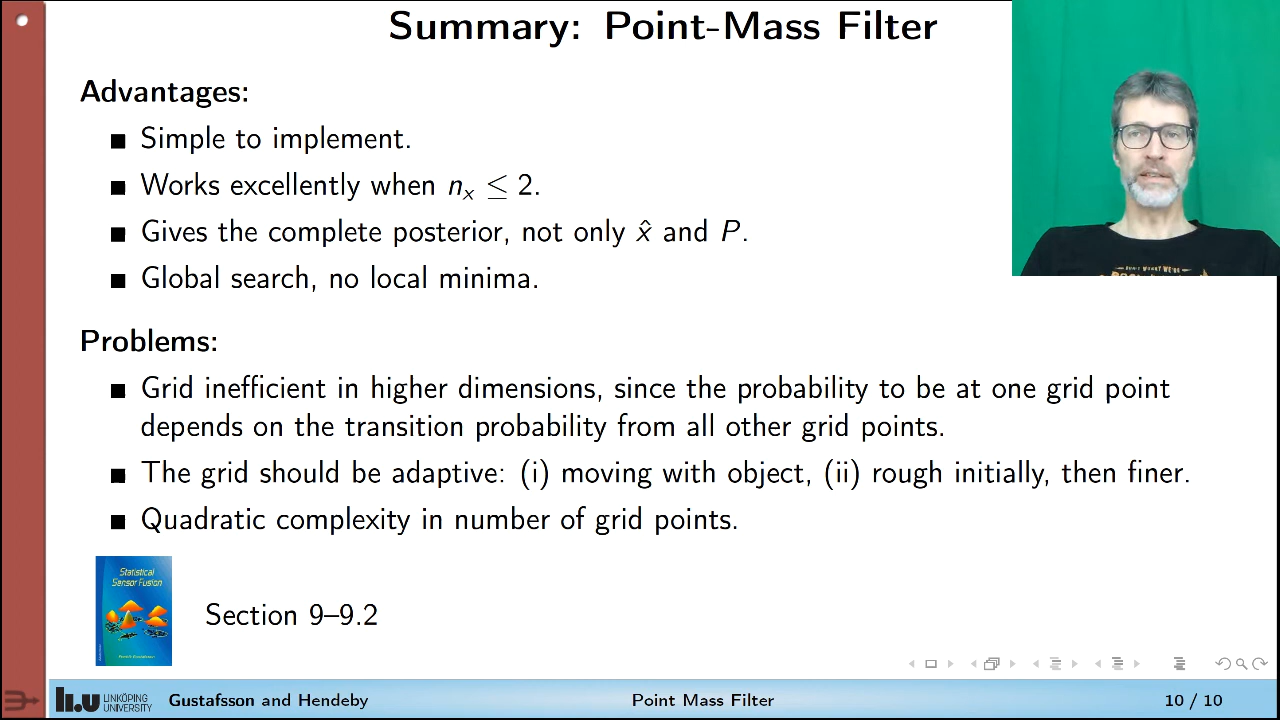 Summary: Point-Mass Filter
Advantages:
■ Simple to implement.
■ Works excellently when nₓ ≤ 2.
■ Gives the complete posterior, not only x̂ and P.
■ Global search, no local minima.
Problems:
■ Grid inefficient in higher dimensions, since the probability to be at one grid point
depends on the transition probability from all other grid points.
■ The grid should be adaptive: (i) moving with object, (ii) rough initially, then finer.
■ Quadratic complexity in number of grid points.
Statistical
Sensor Fusion
Section 9–9.2
LINKÖPING
UNIVERSITY
Gustafsson and Hendeby
Point Mass Filter
10 / 10